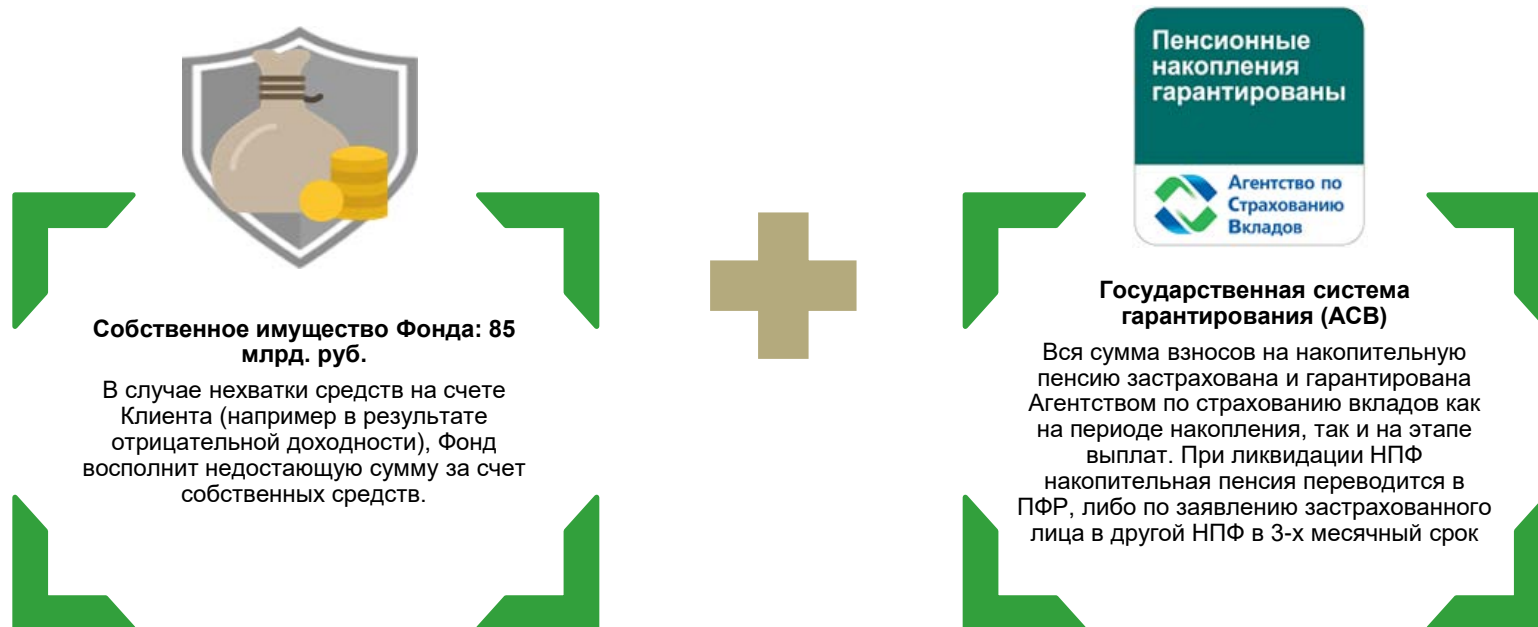 Собственное имущество Фонда: 85
млрд. руб.
В случае нехватки средств на счете
Клиента (например в результате
отрицательной доходности), Фонд
восполнит недостающую сумму за счет
собственных средств.
Пенсионные
накопления
гарантированы
Агентство по
Страхованию
Вкладов
Государственная система
гарантирования (АСВ)
Вся сумма взносов на накопительную
пенсию застрахована и гарантирована
Агентством по страхованию вкладов как
на периоде накопления, так и на этапе
выплат. При ликвидации НПФ
накопительная пенсия переводится в
ПФР, либо по заявлению застрахованного
лица в другой НПФ в 3-х месячный срок